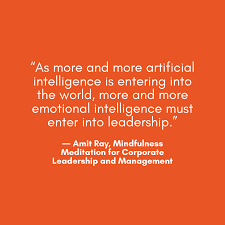 “As more and more artificial
intelligence is entering into
the world, more and more
emotional intelligence must
enter into leadership.”
— Amit Ray, Mindfulness
Meditation for Corporate
Leadership and Management